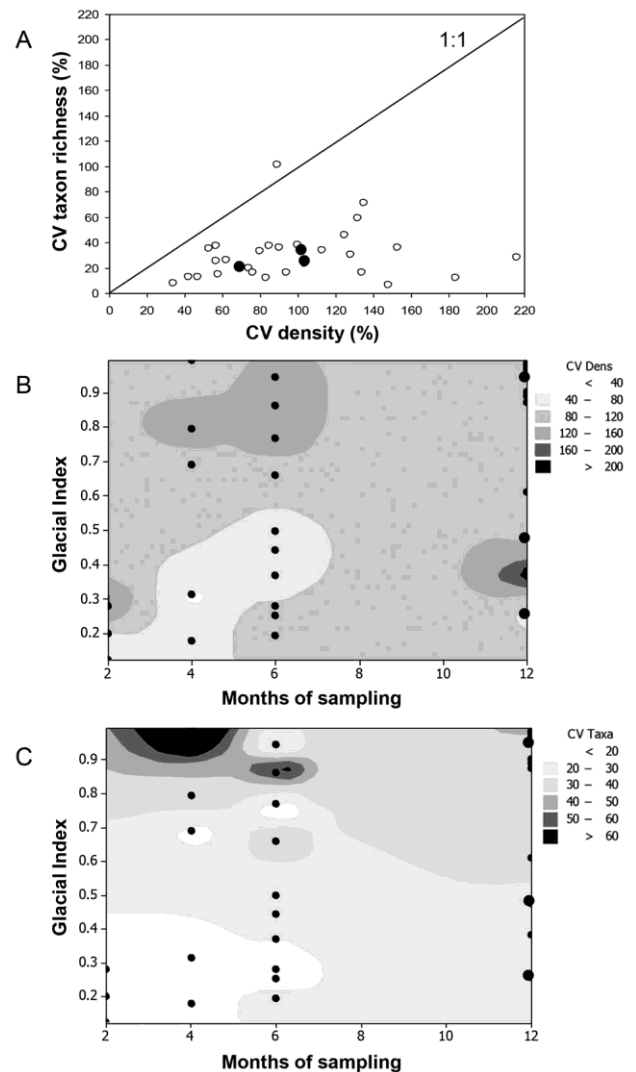 A
220
200
180
160
140
120
100
80
60
40
20
0
CV taxon richness (%)
1:1
0 20 40 60 80 100 120 140 160 180 200 220
CV density (%)
B
0.9
0.8
0.7
0.6
0.5
0.4
0.3
0.2
Glacial Index
2 4 6 8 10 12
Months of sampling
CV Dens
< 40
40 – 80
80 – 120
120 – 160
160 – 200
> 200
C
0.9
0.8
0.7
0.6
0.5
0.4
0.3
0.2
Glacial Index
2 4 6 8 10 12
Months of sampling
CV Taxa
< 20
20 – 30
30 – 40
40 – 50
50 – 60
> 60